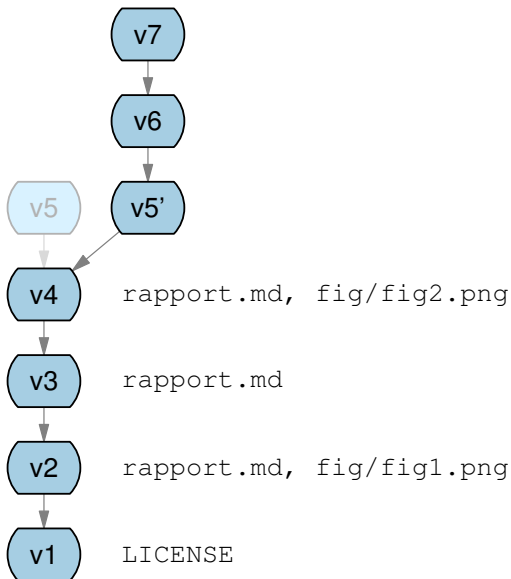 v7
v6
v5 v5'
v4 rapport.md, fig/fig2.png
v3 rapport.md
v2 rapport.md, fig/fig1.png
v1 LICENSE